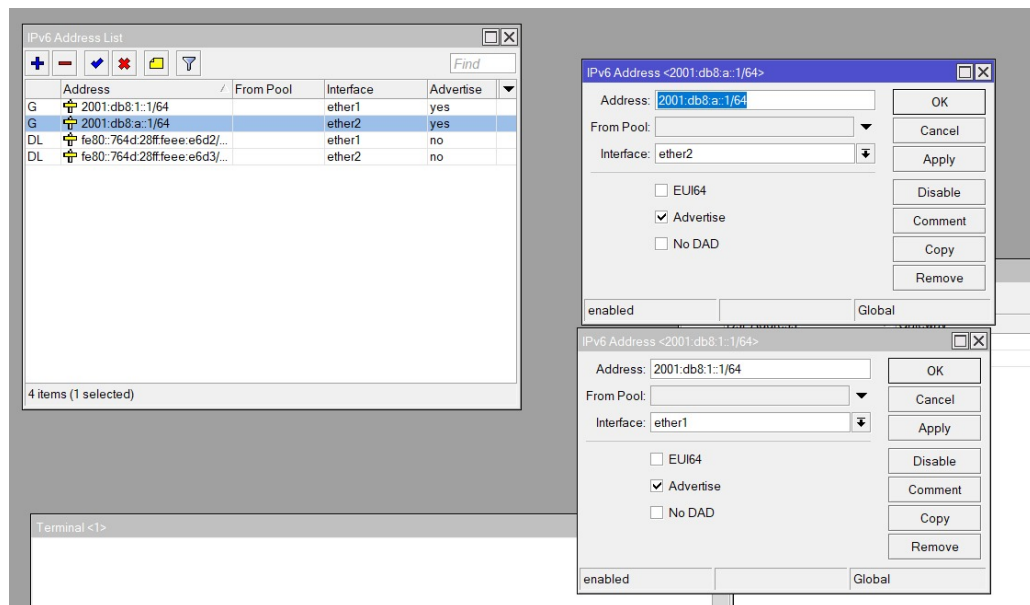 IPv6 Address List
Find
Address / From Pool Interface Advertise
G 2001:db8:1::1/64 ether1 yes
G 2001:db8:a::1/64 ether2 yes
DL fe80::764d:28ff:feee:e6d2/... ether1 no
DL fe80::764d:28ff:feee:e6d3/... ether2 no
4 items (1 selected)
IPv6 Address <2001:db8:a::1/64>
Address: 2001:db8:a::1/64 OK
From Pool: Cancel
Interface: ether2 Apply
EUI64 Disable
Advertise Comment
No DAD Copy
Remove
enabled Global
IPv6 Address <2001:db8:1::1/64>
Address: 2001:db8:1::1/64 OK
From Pool: Cancel
Interface: ether1 Apply
EUI64 Disable
Advertise Comment
No DAD Copy
Remove
enabled Global
Terminal <1>